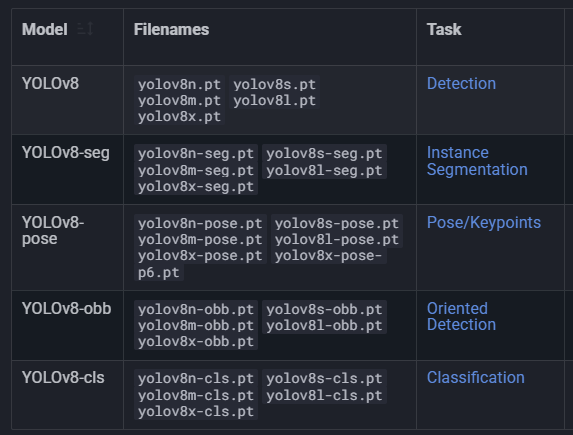 Model Filenames Task
YOLOv8 yolov8n.pt yolov8s.pt Detection
yolov8m.pt yolov8l.pt
yolov8x.pt
YOLOv8-seg yolov8n-seg.pt yolov8s-seg.pt Instance
yolov8m-seg.pt yolov8l-seg.pt Segmentation
yolov8x-seg.pt
YOLOv8- yolov8n-pose.pt yolov8s-pose.pt Pose/Keypoints
pose yolov8m-pose.pt yolov8l-pose.pt
yolov8x-pose.pt yolov8x-pose-
p6.pt
YOLOv8-obb yolov8n-obb.pt yolov8s-obb.pt Oriented
yolov8m-obb.pt yolov8l-obb.pt Detection
yolov8x-obb.pt
YOLOv8-cls yolov8n-cls.pt yolov8s-cls.pt Classification
yolov8m-cls.pt yolov8l-cls.pt
yolov8x-cls.pt